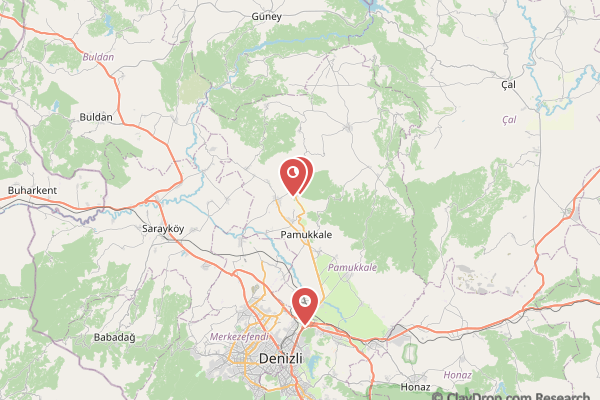 Güney
Buldan
Çal
Buldan
Çal
Buharkent
Sarayköy
Pamukkale
Pamukkale
Merkezefendi
Babadağ
Denizli
Honaz
Honaz
© ClayDrop.com Research